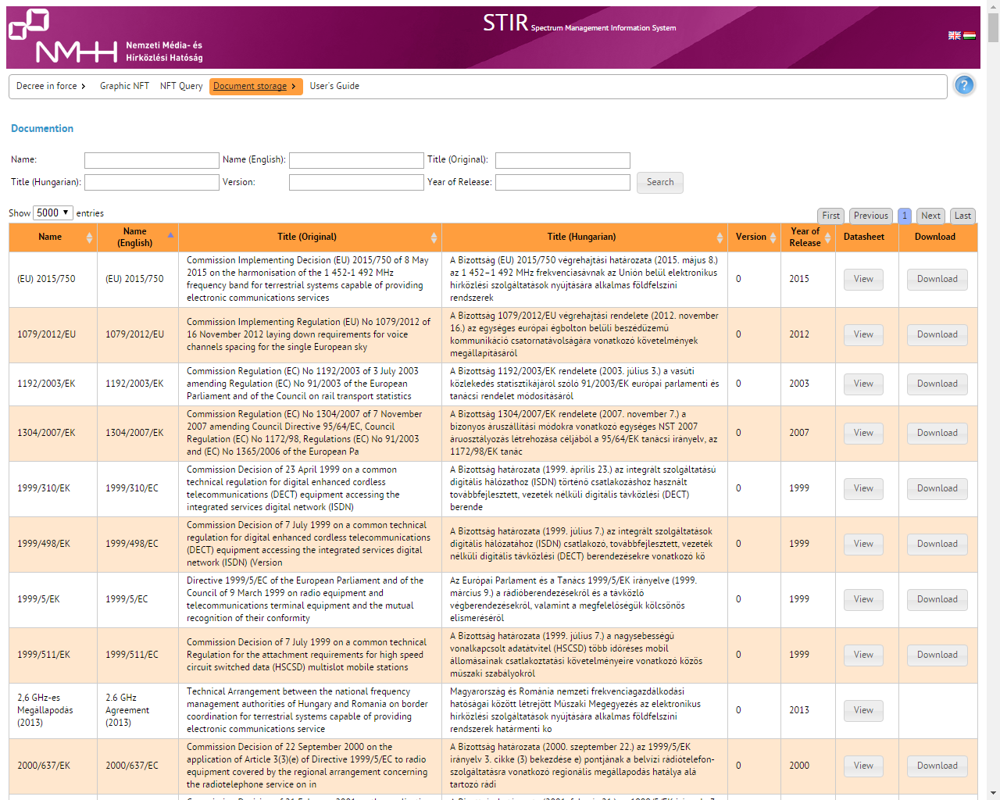 NMHH Nemzeti Média- és
Hírközlési Hatóság
STIR Spectrum Management Information System
Decree in force Graphic NFT NFT Query Document storage User's Guide
?
Documention
Name: Name (English): Title (Original):
Title (Hungarian): Version: Year of Release: Search
Show 5000 entries First Previous 1 Next Last
Name Name (English) Title (Original) Title (Hungarian) Version Year of Release Datasheet Download
(EU) 2015/750
(EU) 2015/750
Commission Implementing Decision (EU) 2015/750 of 8 May
2015 on the harmonisation of the 1 452-1 492 MHz
frequency band for terrestrial systems capable of providing
electronic communications services
A Bizottság (EU) 2015/750 végrehajtási határozata (2015. május 8.)
az 1 452–1 492 MHz frekvenciasávnak az Unión belül elektronikus
hírközlési szolgáltatások nyújtására alkalmas földfelszíni
rendszerek
0 2015 View Download
1079/2012/EU
1079/2012/EU
Commission Implementing Regulation (EU) No 1079/2012 of
16 November 2012 laying down requirements for voice
channels spacing for the single European sky
A Bizottság 1079/2012/EU végrehajtási rendelete (2012. november
16.) az egységes európai égbolton belüli beszédüzemű
kommunikáció csatornatávolságára vonatkozó követelmények
megállapításáról
0 2012 View Download
1192/2003/EK
1192/2003/EK
Commission Regulation (EC) No 1192/2003 of 3 July 2003
amending Regulation (EC) No 91/2003 of the European
Parliament and of the Council on rail transport statistics
A Bizottság 1192/2003/EK rendelete (2003. július 3.) a vasúti
közlekedés statisztikájáról szóló 91/2003/EK európai parlamenti és
tanácsi rendelet módosításáról
0 2003 View Download
1304/2007/EK
1304/2007/EK
Commission Regulation (EC) No 1304/2007 of 7 November
2007 amending Council Directive 95/64/EC, Council
Regulation (EC) No 1172/98, Regulations (EC) No 91/2003
and (EC) No 1365/2006 of the European Pa
A Bizottság 1304/2007/EK rendelete (2007. november 7.) a
bizonyos áruszállítási módokra vonatkozó egységes NST 2007
áruosztályozás létrehozása céljából a 95/64/EK tanácsi irányelv, az
1172/98/EK tanác
0 2007 View Download
1999/310/EK
1999/310/EC
Commission Decision of 23 April 1999 on a common
technical regulation for digital enhanced cordless
telecommunications (DECT) equipment accessing the
integrated services digital network (ISDN)
A Bizottság határozata (1999. április 23.) az integrált szolgáltatású
digitális hálózathoz (ISDN) történő csatlakozáshoz használt
továbbfejlesztett, vezeték nélküli digitális távközlési (DECT)
berende
0 1999 View Download
1999/498/EK
1999/498/EC
Commission Decision of 7 July 1999 on a common technical
regulation for digital enhanced cordless telecommunications
(DECT) equipment accessing the integrated services digital
network (ISDN) (Version
A Bizottság határozata (1999. július 7.) az integrált szolgáltatások
digitális hálózatához (ISDN) csatlakozó, továbbfejlesztett, vezeték
nélküli digitális távközlési (DECT) berendezésekre vonatkozó kö
0 1999 View Download
1999/5/EK
1999/5/EC
Directive 1999/5/EC of the European Parliament and of the
Council of 9 March 1999 on radio equipment and
telecommunications terminal equipment and the mutual
recognition of their conformity
Az Európai Parlament és a Tanács 1999/5/EK irányelve (1999.
március 9.) a rádióberendezésekről és a távközlő
végberendezésekről, valamint a megfelelőségük kölcsönös
elismeréséről
0 1999 View Download
1999/511/EK
1999/511/EC
Commission Decision of 7 July 1999 on a common technical
Regulation for the attachment requirements for high speed
circuit switched data (HSCSD) multislot mobile stations
A Bizottság határozata (1999. július 7.) a nagysebességű
vonalkapcsolt adatátvitel (HSCSD) több időréses mobil
állomásainak csatlakoztatási követelményeire vonatkozó közös
műszaki szabályokról
0 1999 View Download
2,6 GHz-es
Megállapodás
(2013)
2.6 GHz
Agreement
(2013)
Technical Arrangement between the national frequency
management authorities of Hungary and Romania on border
coordination for terrestrial systems capable of providing
electronic communications service
Magyarország és Románia nemzeti frekvenciagazdálkodási
hatóságai között létrejött Műszaki Megegyezés az elektronikus
hírközlési szolgáltatások nyújtására alkalmas földfelszíni
rendszerek határmenti ko
0 2013 View
2000/637/EK
2000/637/EC
Commission Decision of 22 September 2000 on the
application of Article 3(3)(e) of Directive 1999/5/EC to radio
equipment covered by the regional arrangement concerning
the radiotelephone service on in
A Bizottság határozata (2000. szeptember 22.) az 1999/5/EK
irányelv 3. cikke (3) bekezdése e) pontjának a belvízi rádiótelefon-
szolgáltatásra vonatkozó regionális megállapodás hatálya alá
tartozó rádi
0 2000 View Download